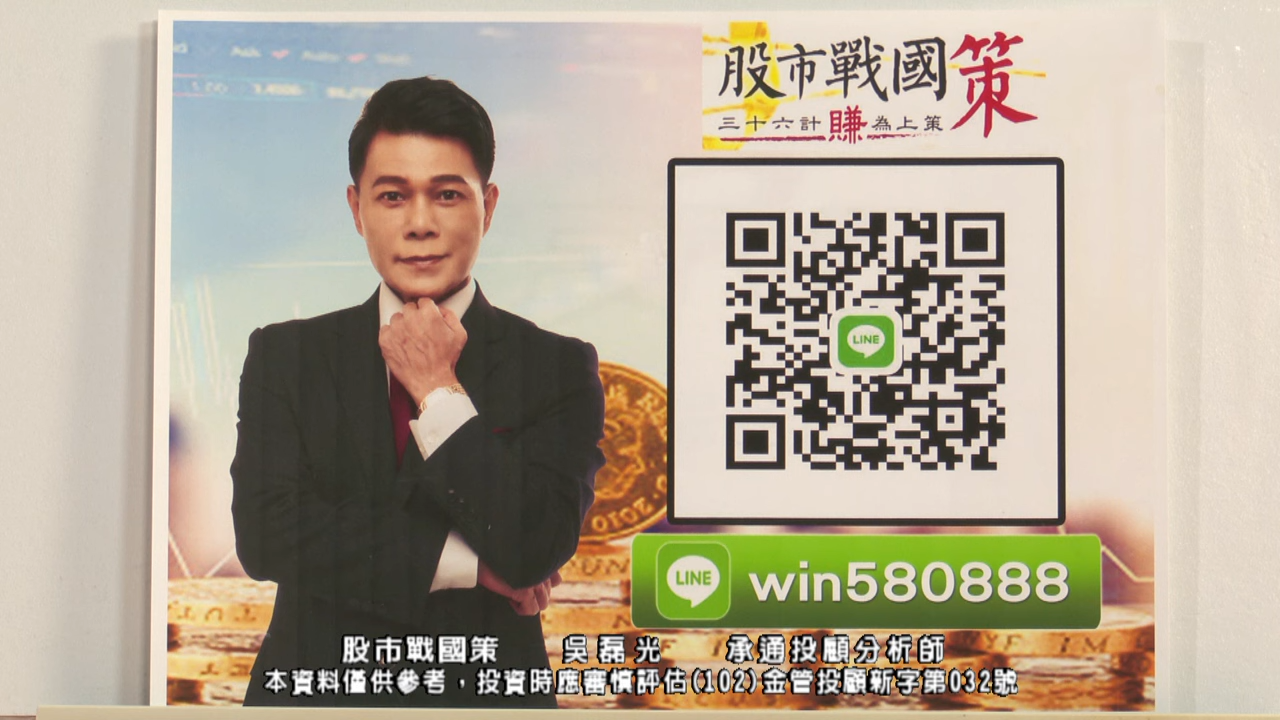 股市戰國策
三十六計賺為上策
LINE
LINE win580888
2010
股市戰國策 吳磊光 承通投顧分析師
本資料僅供參考，投資時應審慎評估(102)金管投顧新字第032號